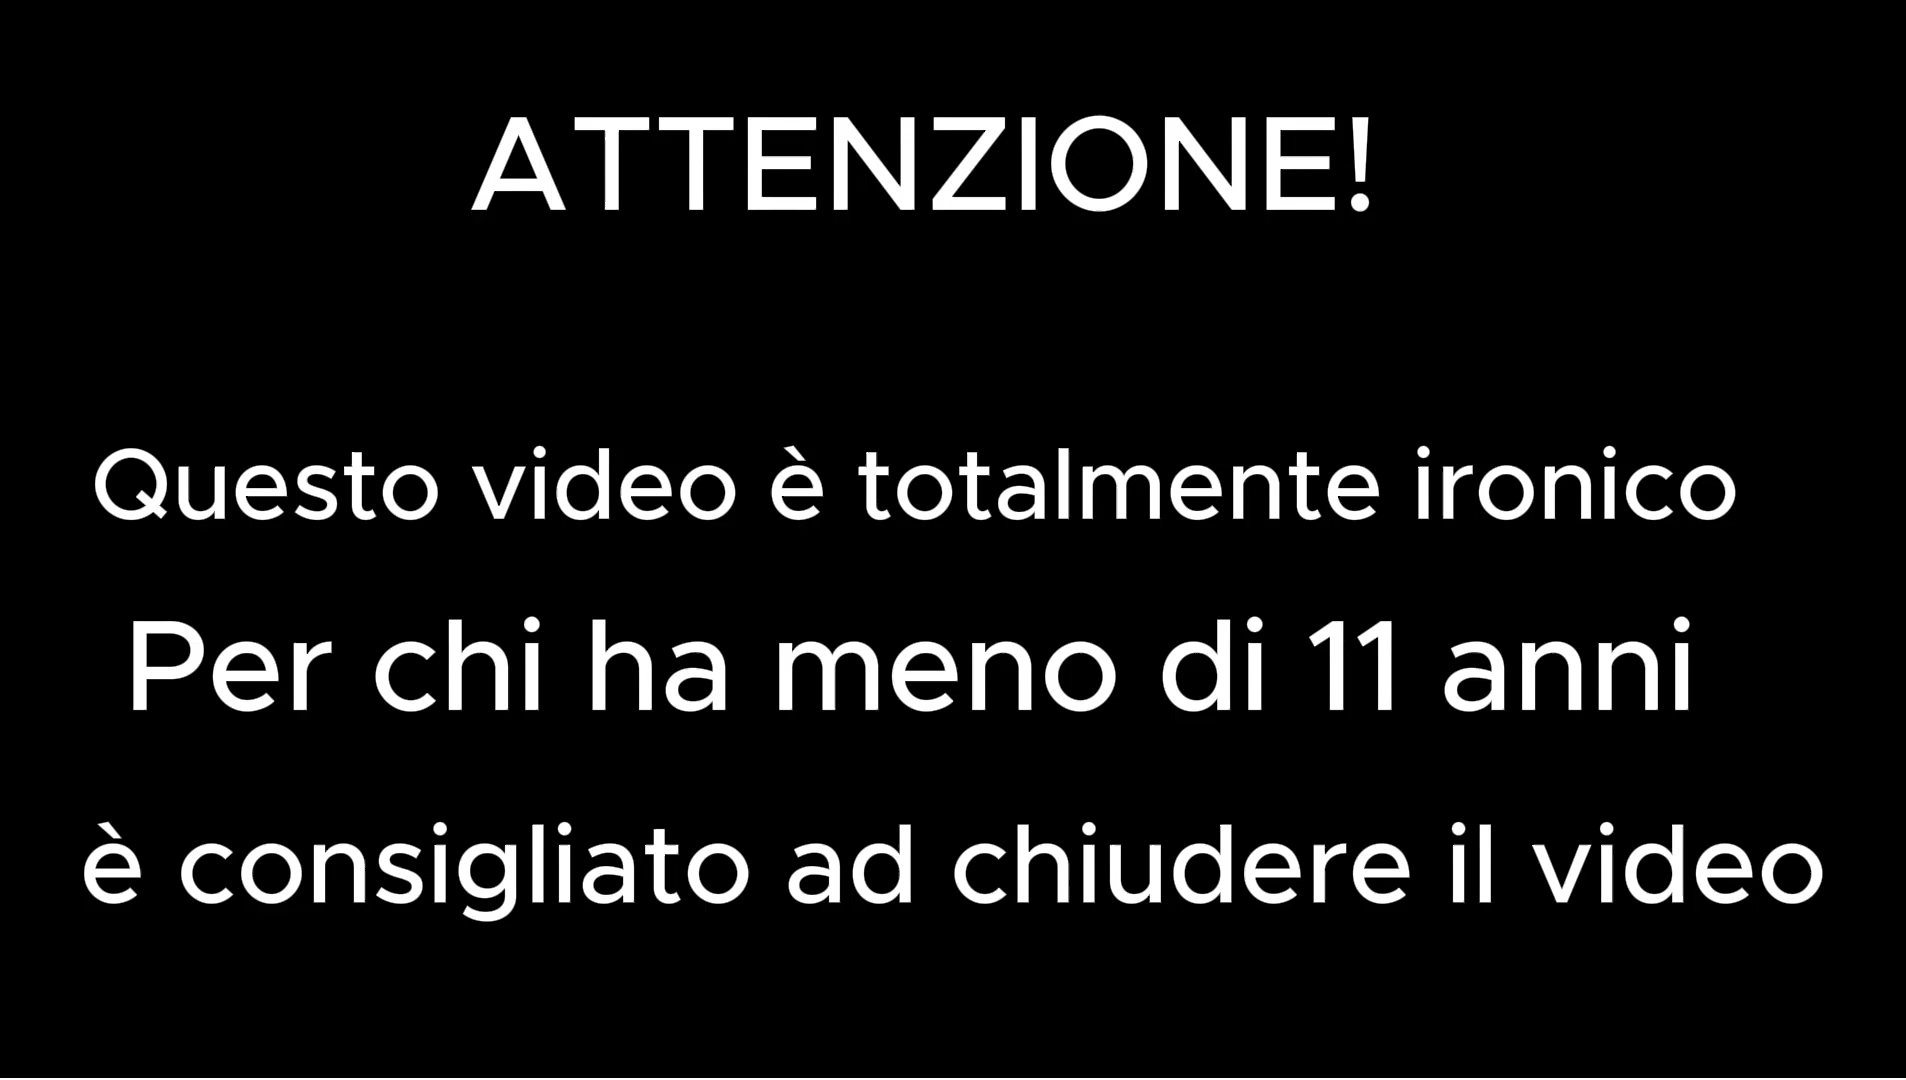 ATTENZIONE!
Questo video è totalmente ironico
Per chi ha meno di 11 anni
è consigliato ad chiudere il video